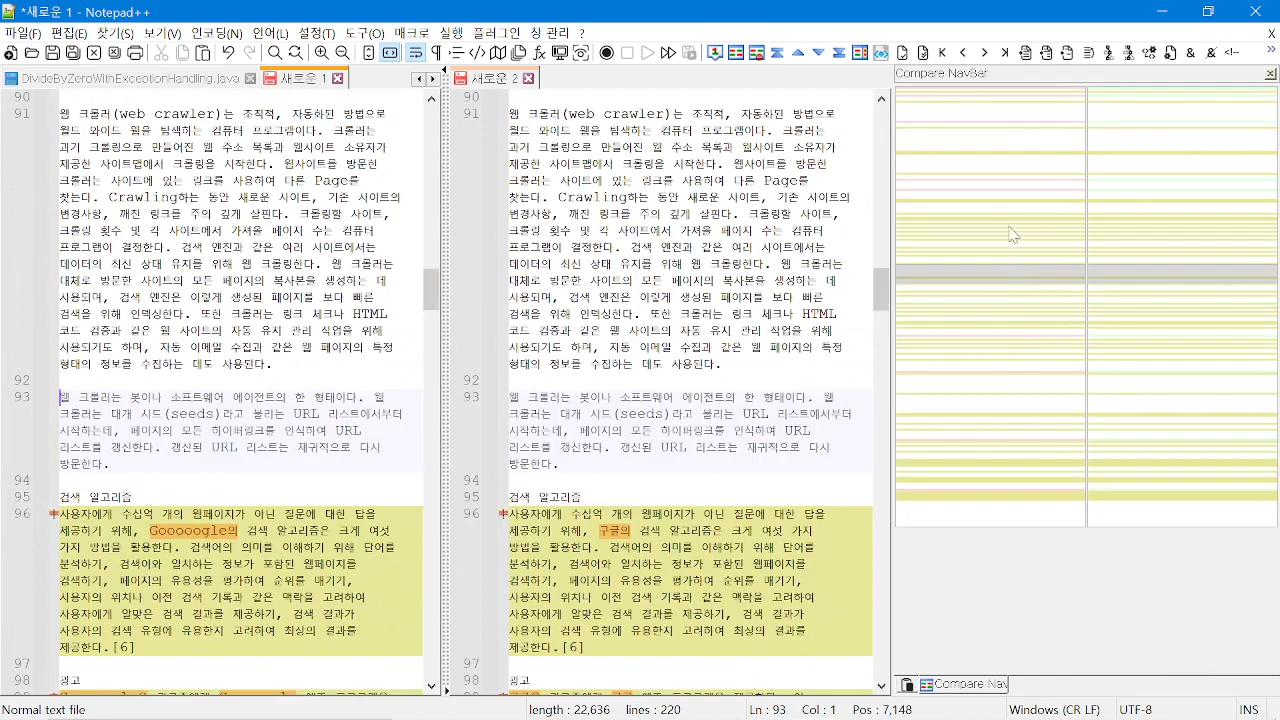 *새로운 1 - Notepad++
파일(F) 편집(E) 찾기(S) 보기(V) 인코딩(N) 언어(L) 설정(T) 도구(O) 매크로 실행 플러그인 창 관리 ?
DivideByZeroWithExceptionHandling.java 새로운 1
새로운 2
Compare NavBar
90
91 웹 크롤러(web crawler)는 조직적, 자동화된 방법으로
월드 와이드 웹을 탐색하는 컴퓨터 프로그램이다. 크롤러는
과거 크롤링으로 만들어진 웹 주소 목록과 웹사이트 소유자가
제공한 사이트맵에서 크롤링을 시작한다. 웹사이트를 방문한
크롤러는 사이트에 있는 링크를 사용하여 다른 Page를
찾는다. Crawling하는 동안 새로운 사이트, 기존 사이트의
변경사항, 깨진 링크를 주의 깊게 살핀다. 크롤링할 사이트,
크롤링 횟수 및 각 사이트에서 가져올 페이지 수는 컴퓨터
프로그램이 결정한다. 검색 엔진과 같은 여러 사이트에서는
데이터의 최신 상태 유지를 위해 웹 크롤링한다. 웹 크롤러는
대체로 방문한 사이트의 모든 페이지의 복사본을 생성하는 데
사용되며, 검색 엔진은 이렇게 생성된 페이지를 보다 빠른
검색을 위해 인덱싱한다. 또한 크롤러는 링크 체크나 HTML
코드 검증과 같은 웹 사이트의 자동 유지 관리 작업을 위해
사용되기도 하며, 자동 이메일 수집과 같은 웹 페이지의 특정
형태의 정보를 수집하는 데도 사용된다.
92
93 웹 크롤러는 봇이나 소프트웨어 에이전트의 한 형태이다. 웹
크롤러는 대개 시드(seeds)라고 불리는 URL 리스트에서부터
시작하는데, 페이지의 모든 하이퍼링크를 인식하여 URL
리스트를 갱신한다. 갱신된 URL 리스트는 재귀적으로 다시
방문한다.
94
95 검색 알고리즘
96 사용자에게 수십억 개의 웹페이지가 아닌 질문에 대한 답을
제공하기 위해, Gooooogle의 검색 알고리즘은 크게 여섯
가지 방법을 활용한다. 검색어의 의미를 이해하기 위해 단어를
분석하기, 검색어와 일치하는 정보가 포함된 웹페이지를
검색하기, 페이지의 유용성을 평가하여 순위를 매기기,
사용자의 위치나 이전 검색 기록과 같은 맥락을 고려하여
사용자에게 알맞은 검색 결과를 제공하기, 검색 결과가
사용자의 검색 유형에 유용한지 고려하여 최상의 결과를
제공한다.[6]
97
98 광고
90
91 웹 크롤러(web crawler)는 조직적, 자동화된 방법으로
월드 와이드 웹을 탐색하는 컴퓨터 프로그램이다. 크롤러는
과거 크롤링으로 만들어진 웹 주소 목록과 웹사이트 소유자가
제공한 사이트맵에서 크롤링을 시작한다. 웹사이트를 방문한
크롤러는 사이트에 있는 링크를 사용하여 다른 Page를
찾는다. Crawling하는 동안 새로운 사이트, 기존 사이트의
변경사항, 깨진 링크를 주의 깊게 살핀다. 크롤링할 사이트,
크롤링 횟수 및 각 사이트에서 가져올 페이지 수는 컴퓨터
프로그램이 결정한다. 검색 엔진과 같은 여러 사이트에서는
데이터의 최신 상태 유지를 위해 웹 크롤링한다. 웹 크롤러는
대체로 방문한 사이트의 모든 페이지의 복사본을 생성하는 데
사용되며, 검색 엔진은 이렇게 생성된 페이지를 보다 빠른
검색을 위해 인덱싱한다. 또한 크롤러는 링크 체크나 HTML
코드 검증과 같은 웹 사이트의 자동 유지 관리 작업을 위해
사용되기도 하며, 자동 이메일 수집과 같은 웹 페이지의 특정
형태의 정보를 수집하는 데도 사용된다.
92
93 웹 크롤러는 봇이나 소프트웨어 에이전트의 한 형태이다. 웹
크롤러는 대개 시드(seeds)라고 불리는 URL 리스트에서부터
시작하는데, 페이지의 모든 하이퍼링크를 인식하여 URL
리스트를 갱신한다. 갱신된 URL 리스트는 재귀적으로 다시
방문한다.
94
95 검색 알고리즘
96 사용자에게 수십억 개의 웹페이지가 아닌 질문에 대한 답을
제공하기 위해, 구글의 검색 알고리즘은 크게 여섯 가지
방법을 활용한다. 검색어의 의미를 이해하기 위해 단어를
분석하기, 검색어와 일치하는 정보가 포함된 웹페이지를
검색하기, 페이지의 유용성을 평가하여 순위를 매기기,
사용자의 위치나 이전 검색 기록과 같은 맥락을 고려하여
사용자에게 알맞은 검색 결과를 제공하기, 검색 결과가
사용자의 검색 유형에 유용한지 고려하여 최상의 결과를
제공한다.[6]
97
98 광고
Compare Nav
Normal text file length : 22,636 lines : 220 Ln : 93 Col : 1 Pos : 7,148 Windows (CR LF) UTF-8 INS